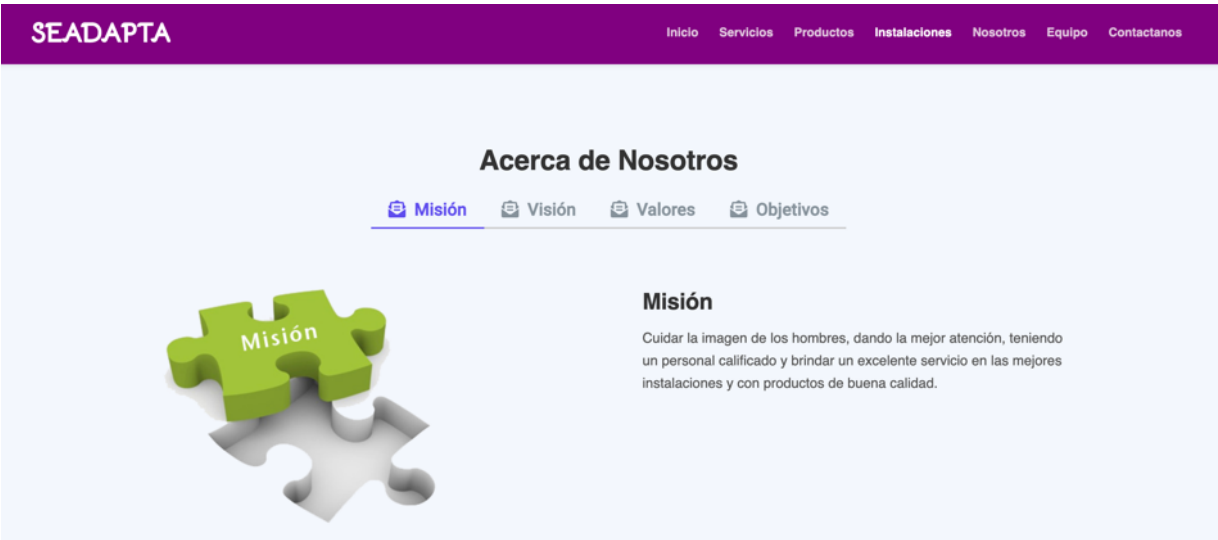 SEADAPTA
Inicio Servicios Productos Instalaciones Nosotros Equipo Contactanos
Acerca de Nosotros
Misión Visión Valores Objetivos
Misión
Misión
Cuidar la imagen de los hombres, dando la mejor atención, teniendo
un personal calificado y brindar un excelente servicio en las mejores
instalaciones y con productos de buena calidad.